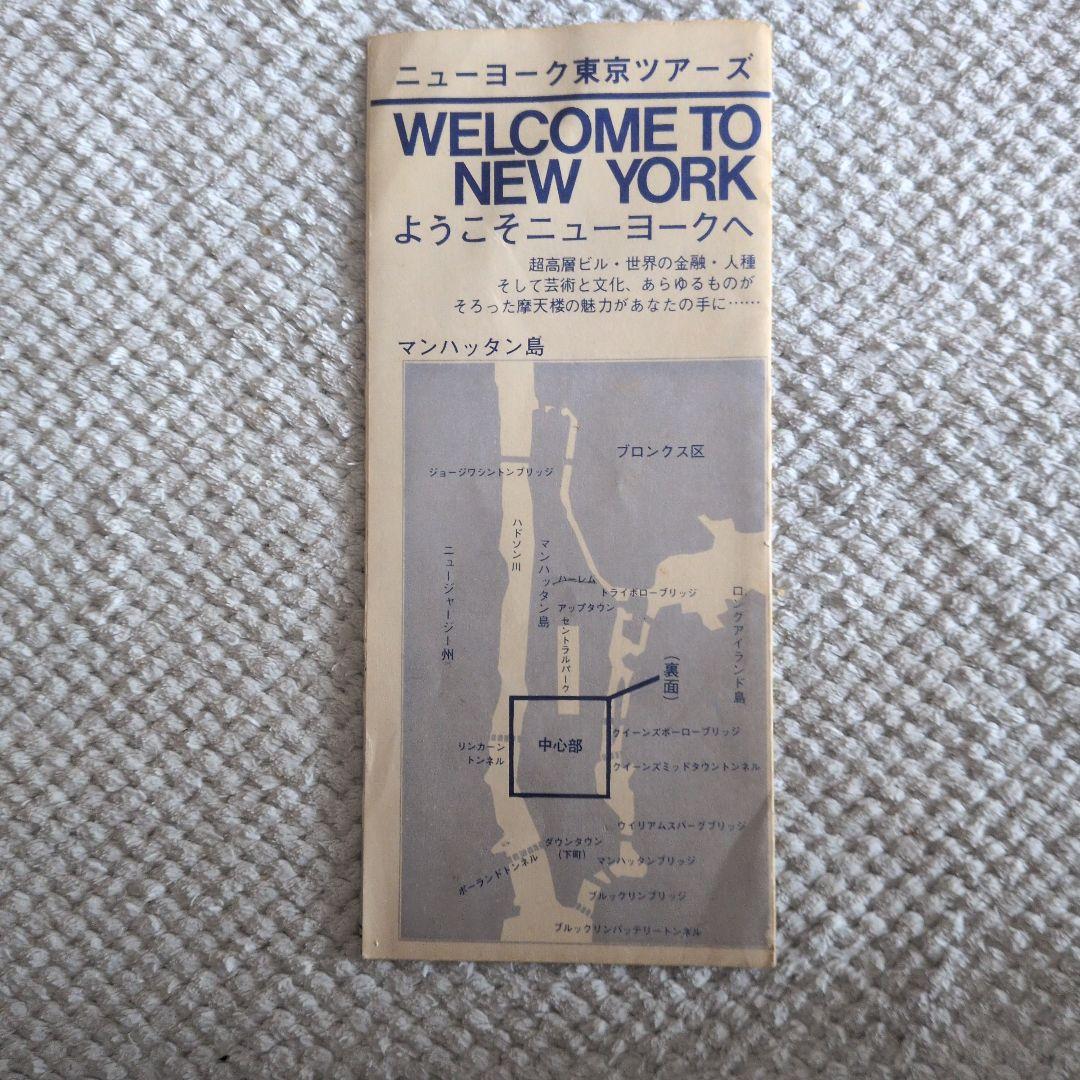 ニューヨーク東京ツアーズ
WELCOME TO
NEW YORK
ようこそニューヨークへ
超高層ビル・世界の金融・人種
そして芸術と文化、あらゆるものが
そろった摩天楼の魅力があなたの手に……
マンハッタン島
ブロンクス区
ジョージワシントンブリッジ
ハドソン川
マンハッタン島
ニュージャージー州
ハーレム
トライボローブリッジ
アップタウン
セントラルパーク
ロングアイランド島
(裏面)
中心部
クイーンズボーローブリッジ
リンカーン
トンネル
クイーンズミッドタウントンネル
ウイリアムスバーグブリッジ
ダウンタウン
(下町)
マンハッタンブリッジ
ポーランドトンネル
ブルックリンブリッジ
ブルックリンバッテリートンネル